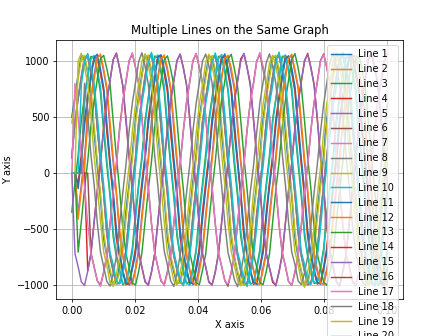 Multiple Lines on the Same Graph
Y axis
1000
500
0
−500
−1000
0.00
0.02
0.04
0.06
X axis
Line 1
Line 2
Line 3
Line 4
Line 5
Line 6
Line 7
Line 8
Line 9
Line 10
Line 11
Line 12
Line 13
Line 14
Line 15
Line 16
Line 17
Line 18
Line 19
Line 20